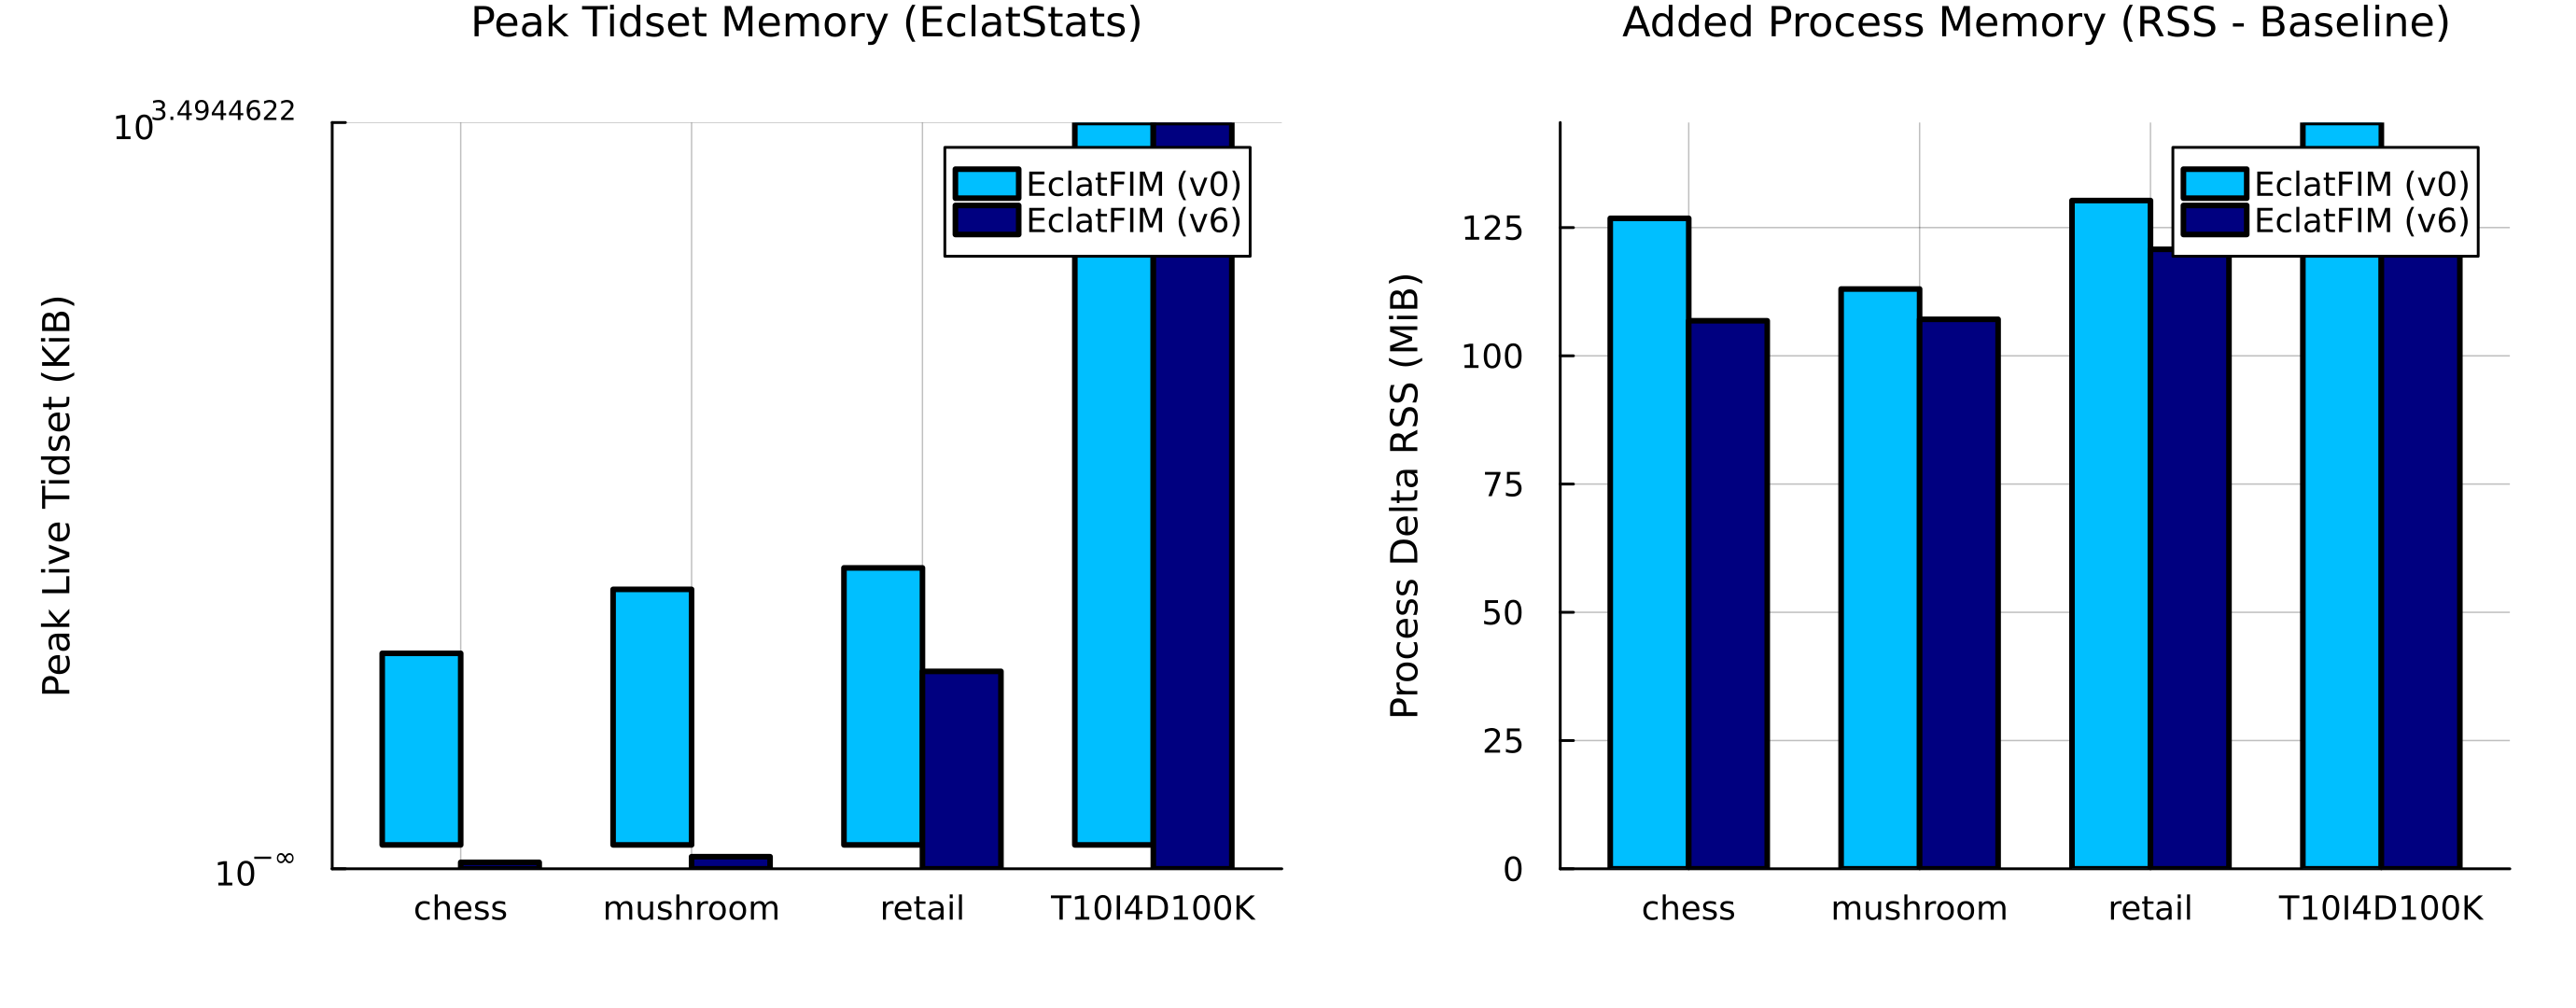 Peak Tidset Memory (EclatStats)
10^3.4944622
EclatFIM (v0)
EclatFIM (v6)
Peak Live Tidset (KiB)
10^−∞
chess mushroom retail T10I4D100K
Added Process Memory (RSS - Baseline)
EclatFIM (v0)
EclatFIM (v6)
Process Delta RSS (MiB)
125
100
75
50
25
0
chess mushroom retail T10I4D100K